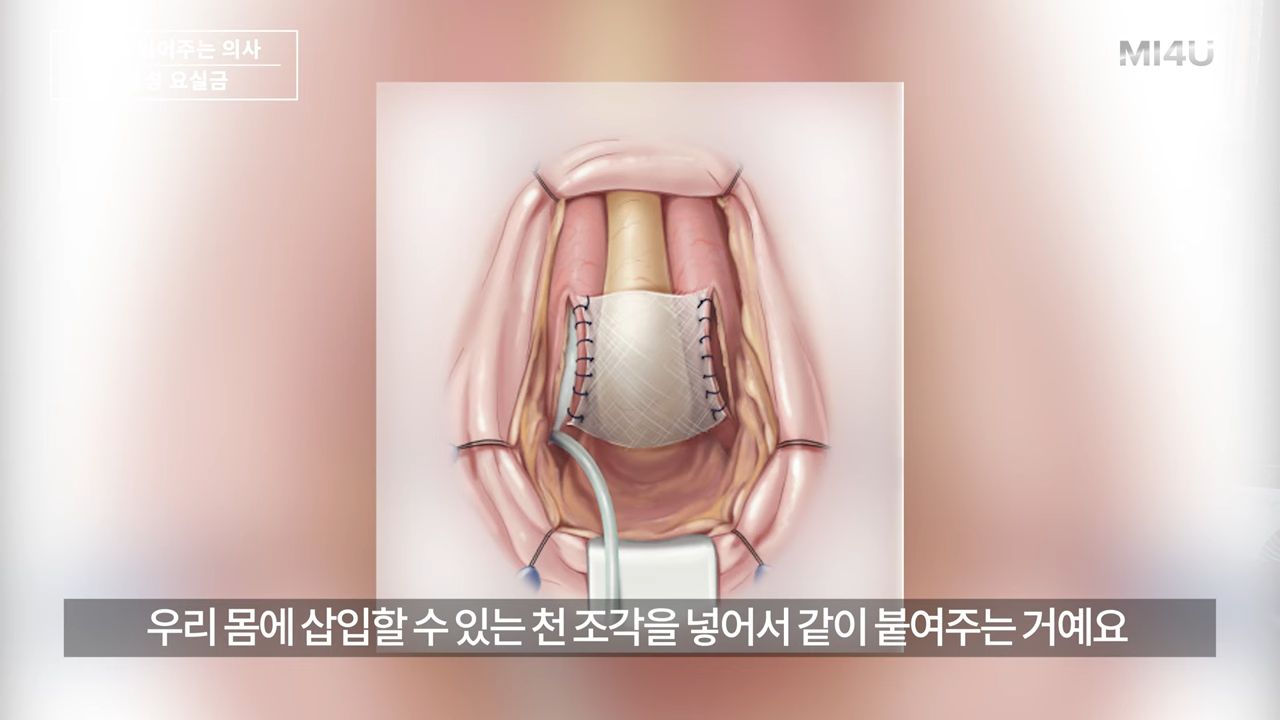 어주는 의사
요실금
MI4U
우리 몸에 삽입할 수 있는 천 조각을 넣어서 같이 붙여주는 거예요